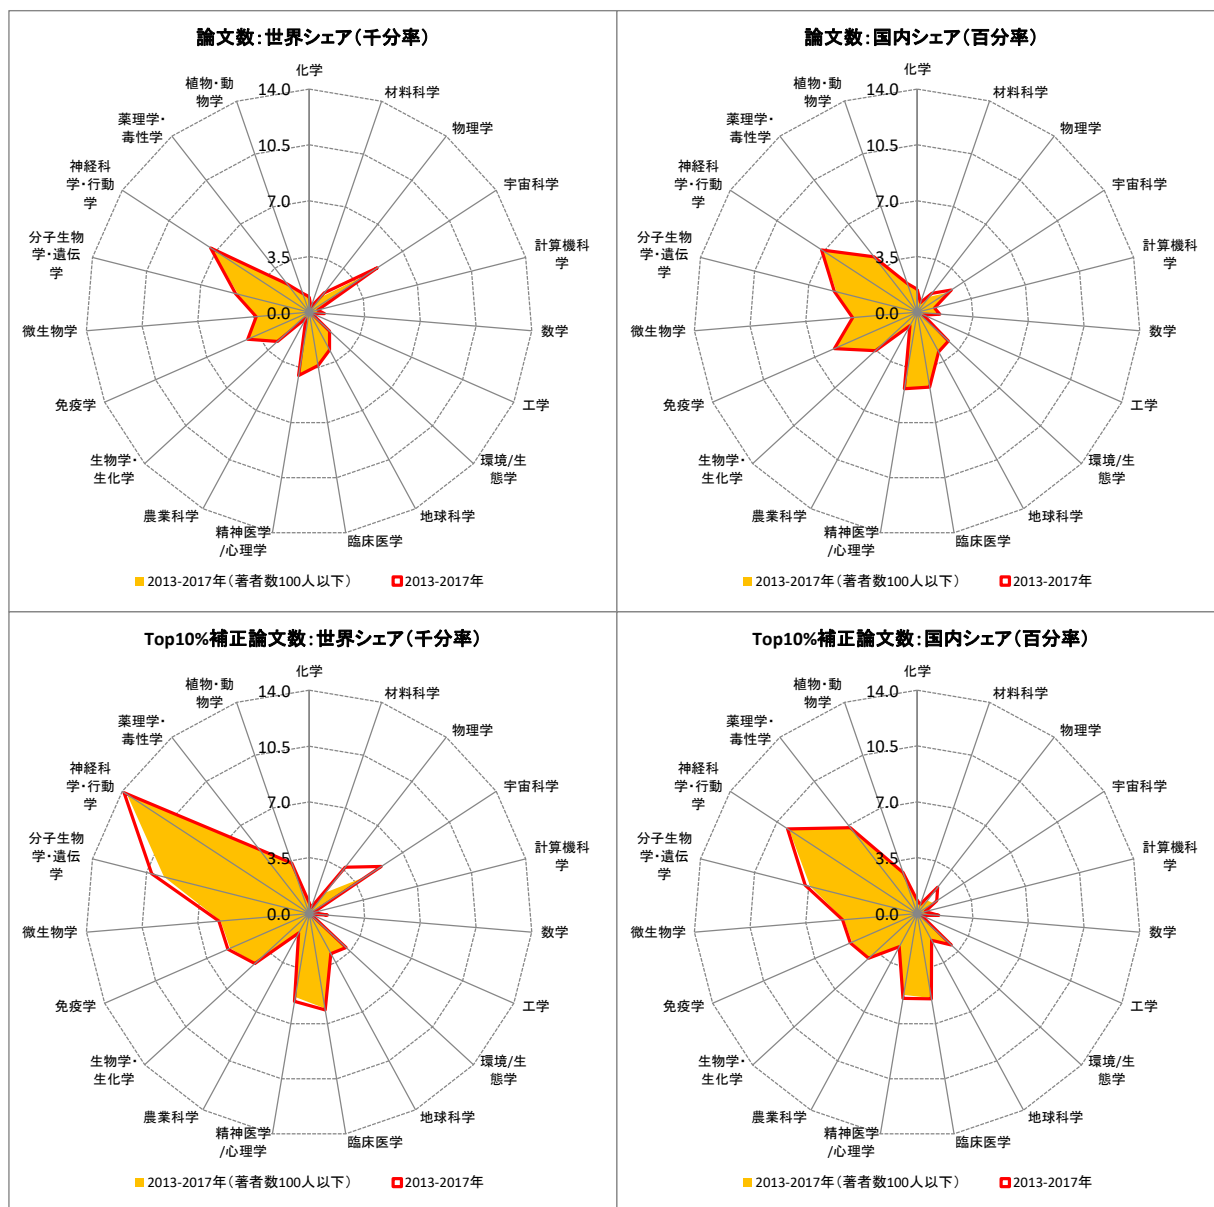 論文数：世界シェア（千分率）
化学
14.0
10.5
7.0
3.5
0.0
材料科学
物理学
宇宙科学
計算機科
学
数学
工学
環境/生
態学
地球科学
臨床医学
精神医学
/心理学
農業科学
生物学・
生化学
免疫学
微生物学
分子生物
学・遺伝
学
神経科
学・行動
学
薬理学・
毒性学
植物・動
物学
2013-2017年（著者数100人以下）
2013-2017年
論文数：国内シェア（百分率）
化学
14.0
10.5
7.0
3.5
0.0
材料科学
物理学
宇宙科学
計算機科
学
数学
工学
環境/生
態学
地球科学
臨床医学
精神医学
/心理学
農業科学
生物学・
生化学
免疫学
微生物学
分子生物
学・遺伝
学
神経科
学・行動
学
薬理学・
毒性学
植物・動
物学
2013-2017年（著者数100人以下）
2013-2017年
Top10%補正論文数：世界シェア（千分率）
化学
14.0
10.5
7.0
3.5
0.0
材料科学
物理学
宇宙科学
計算機科
学
数学
工学
環境/生
態学
地球科学
臨床医学
精神医学
/心理学
農業科学
生物学・
生化学
免疫学
微生物学
分子生物
学・遺伝
学
神経科
学・行動
学
薬理学・
毒性学
植物・動
物学
2013-2017年（著者数100人以下）
2013-2017年
Top10%補正論文数：国内シェア（百分率）
化学
14.0
10.5
7.0
3.5
0.0
材料科学
物理学
宇宙科学
計算機科
学
数学
工学
環境/生
態学
地球科学
臨床医学
精神医学
/心理学
農業科学
生物学・
生化学
免疫学
微生物学
分子生物
学・遺伝
学
神経科
学・行動
学
薬理学・
毒性学
植物・動
物学
2013-2017年（著者数100人以下）
2013-2017年